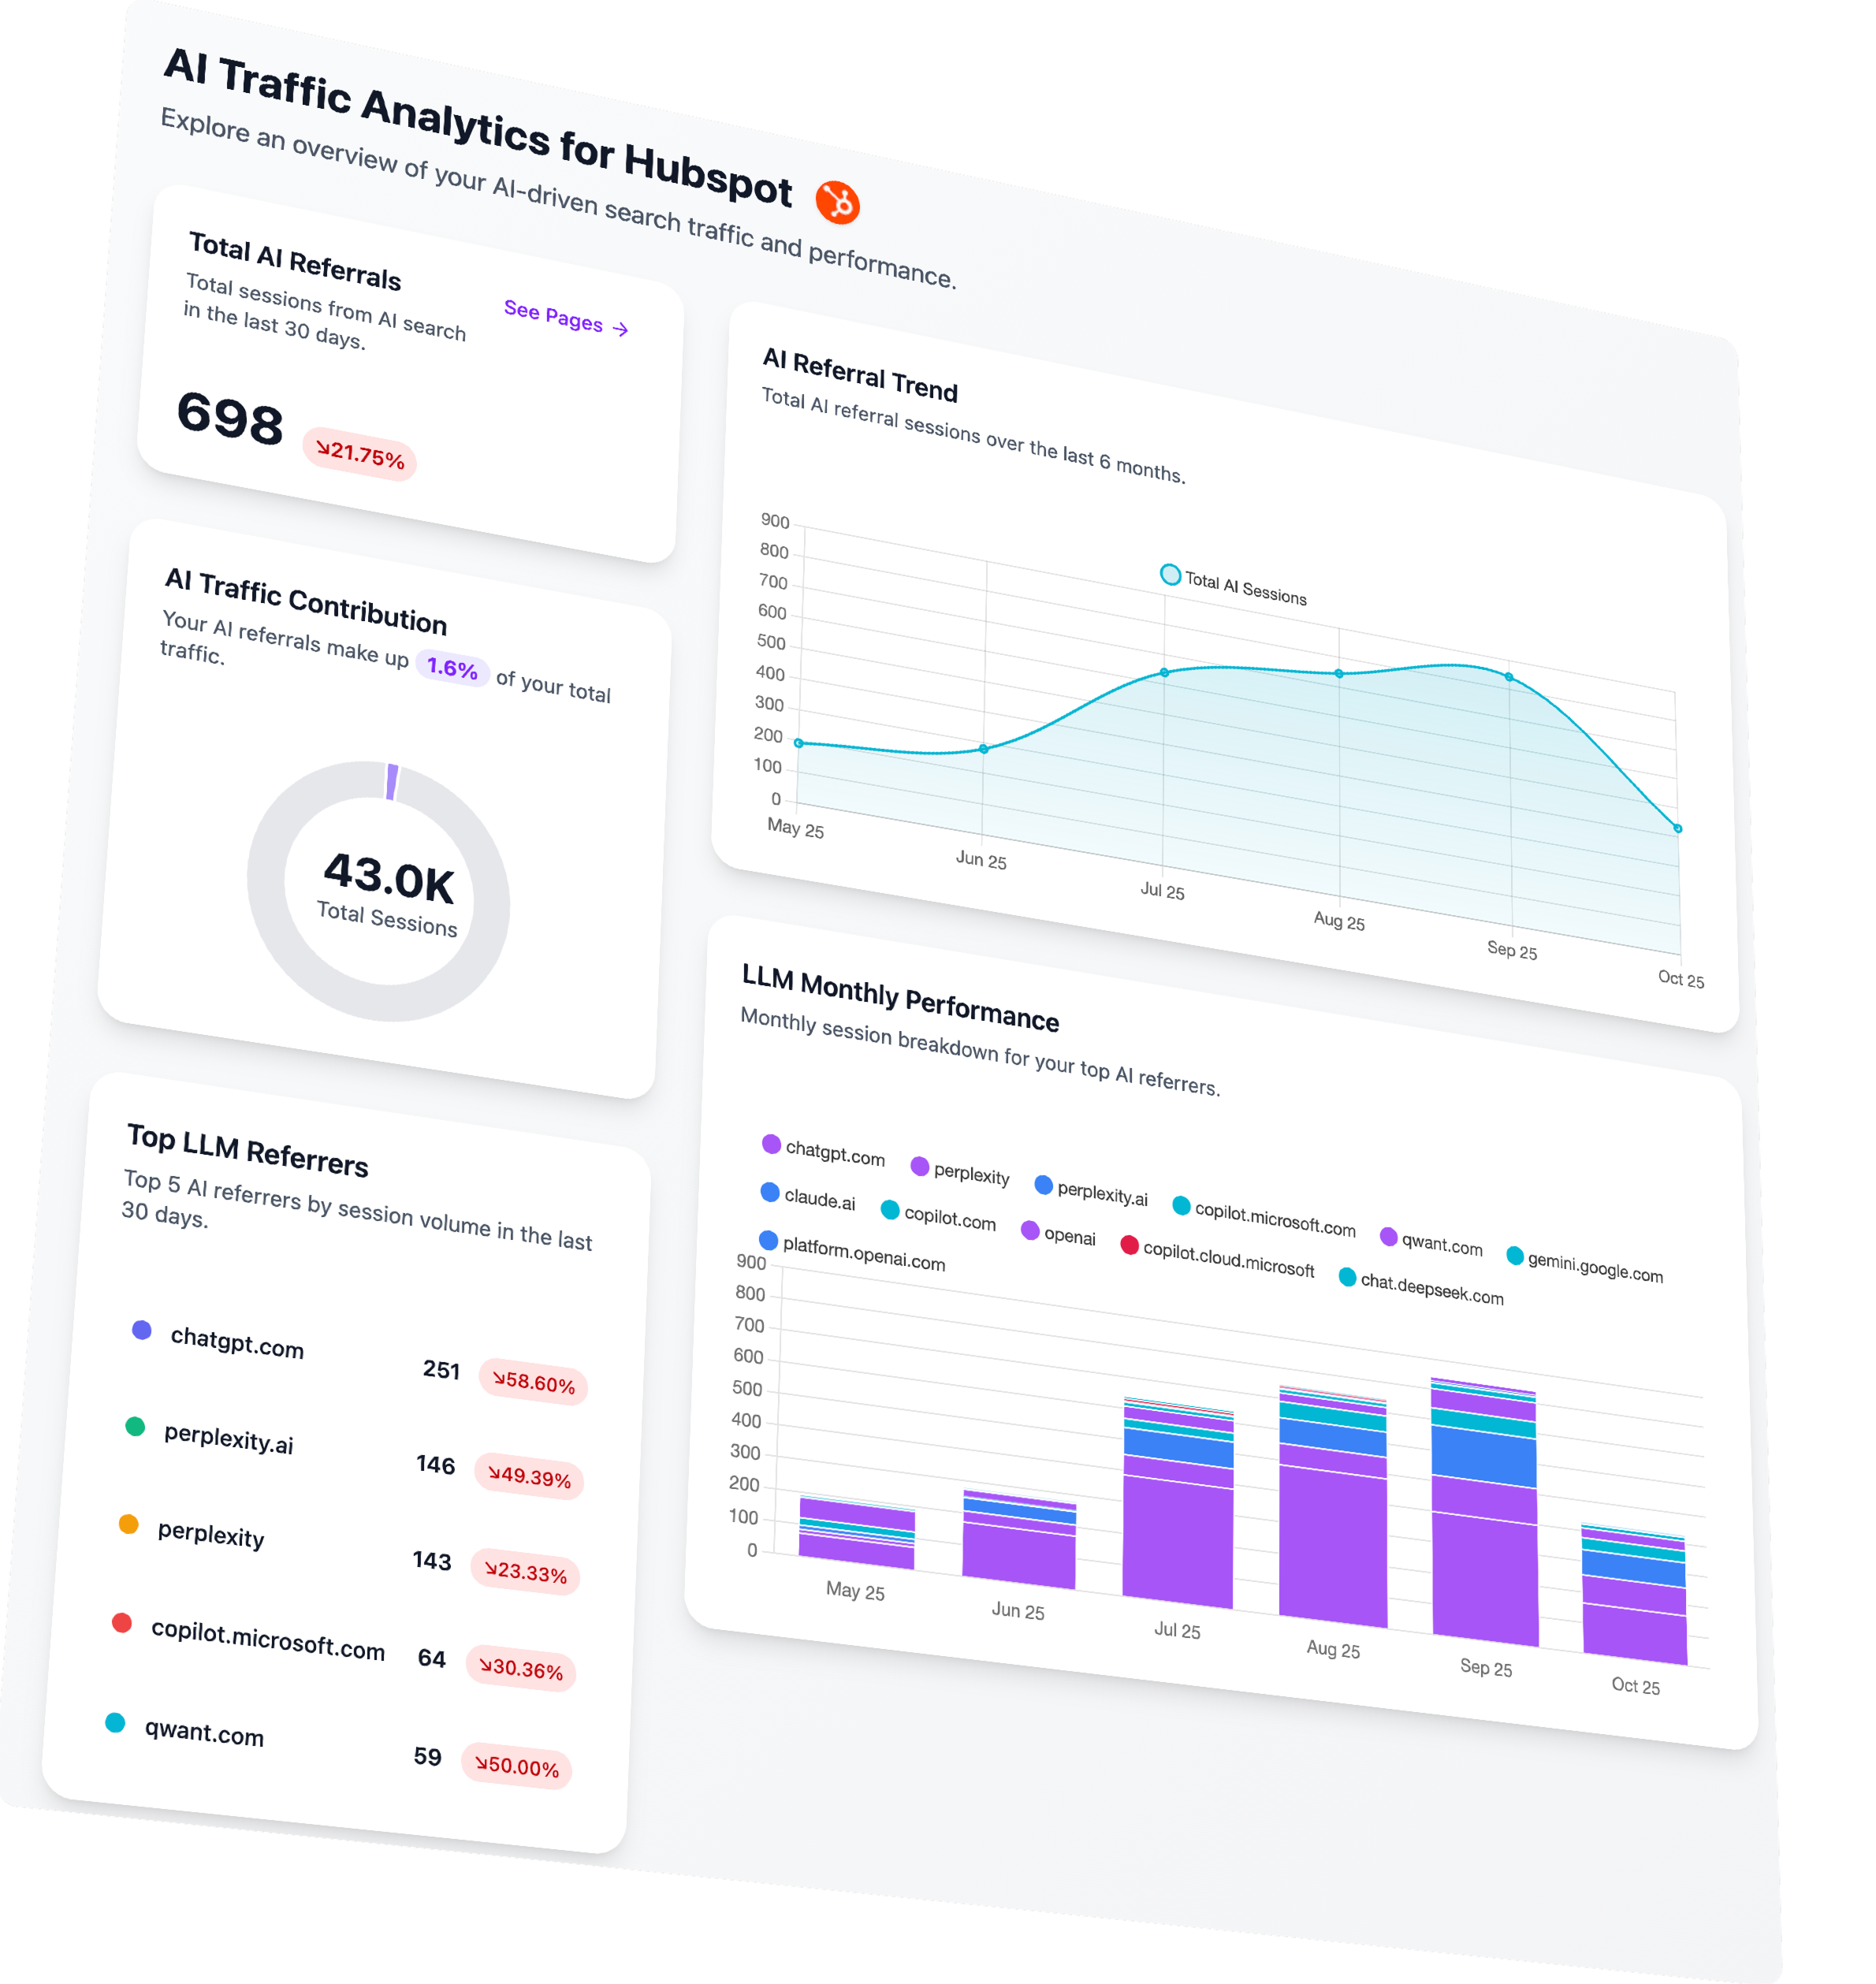 AI Traffic Analytics for Hubspot
Explore an overview of your AI-driven search traffic and performance.
Total AI Referrals
Total sessions from AI search
in the last 30 days.
See Pages →
698
↘21.75%
AI Traffic Contribution
Your AI referrals make up 1.6% of your total
traffic.
43.0K
Total Sessions
Top LLM Referrers
Top 5 AI referrers by session volume in the last
30 days.
chatgpt.com 251 ↘58.60%
perplexity.ai 146 ↘49.39%
perplexity 143 ↘23.33%
copilot.microsoft.com 64 ↘30.36%
qwant.com 59 ↘50.00%
AI Referral Trend
Total AI referral sessions over the last 6 months.
Total AI Sessions
900
800
700
600
500
400
300
200
100
0
May 25 Jun 25 Jul 25 Aug 25 Sep 25 Oct 25
LLM Monthly Performance
Monthly session breakdown for your top AI referrers.
chatgpt.com perplexity perplexity.ai copilot.microsoft.com qwant.com gemini.google.com
claude.ai copilot.com openai copilot.cloud.microsoft chat.deepseek.com
platform.openai.com
900
800
700
600
500
400
300
200
100
0
May 25 Jun 25 Jul 25 Aug 25 Sep 25 Oct 25